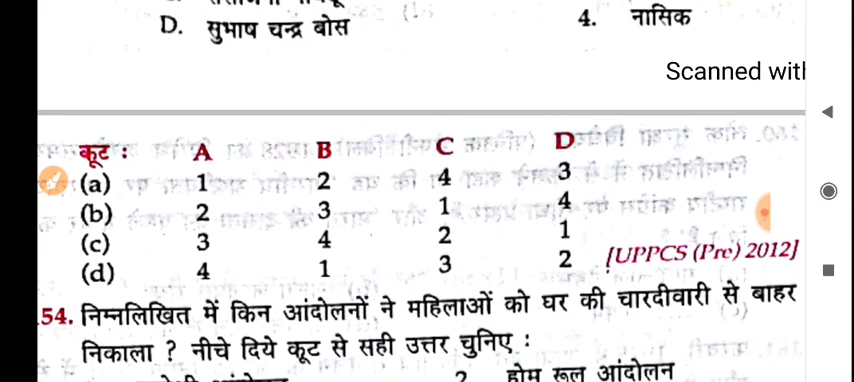 D. सुभाष चन्द्र बोस 4. नासिक
Scanned with
कूट : A B C D
(a) 1 2 4 3
(b) 2 3 1 4
(c) 3 4 2 1
(d) 4 1 3 2 [UPPCS (Pre) 2012]
54. निम्नलिखित में किन आंदोलनों ने महिलाओं को घर की चारदीवारी से बाहर
निकाला ? नीचे दिये कूट से सही उत्तर चुनिए :
2. होम रूल आंदोलन